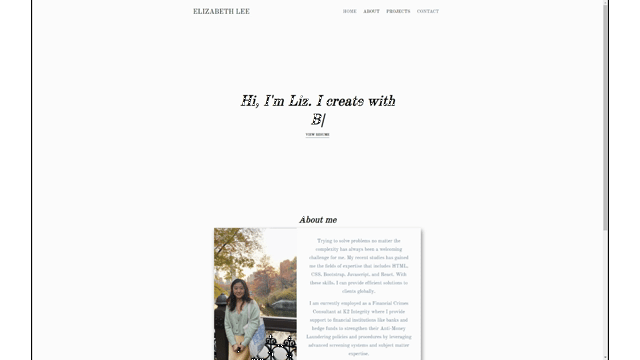 ELIZABETH LEE
HOME ABOUT PROJECTS CONTACT
Hi, I'm Liz. I create with
B|
VIEW RESUME
About me
Trying to solve problems no matter the
complexity has always been a welcoming
challenge for me. My recent studies has gained
me the fields of expertise that includes HTML,
CSS, Bootstrap, Javascript, and React. With
these skills, I can provide efficient solutions to
clients globally.
I am currently employed as a Financial Crimes
Consultant at K2 Integrity where I provide
support to financial institutions like banks and
hedge funds to strengthen their Anti-Money
Laundering policies and procedures by leveraging
advanced screening systems and subject matter
expertise.